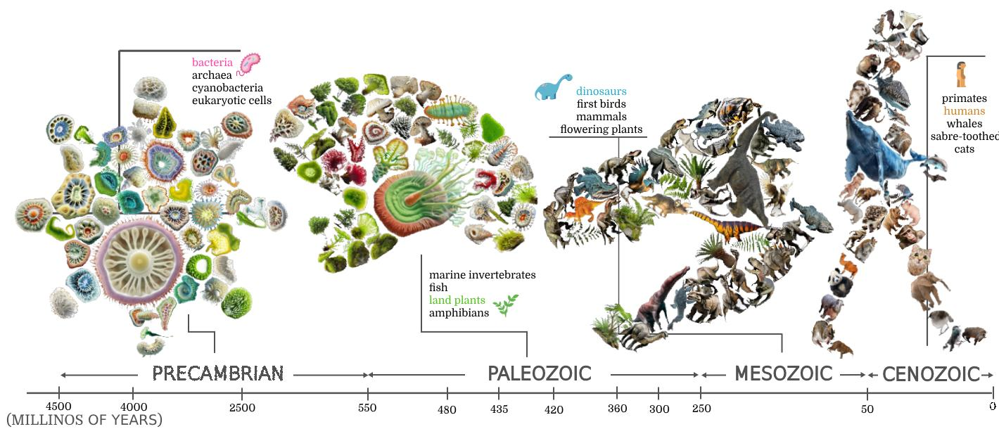 bacteria
archaea
cyanobacteria
eukaryotic cells
marine invertebrates
fish
land plants
amphibians
dinosaurs
first birds
mammals
flowering plants
primates
humans
whales
sabre-toothed
cats
PRECAMBRIAN
PALEOZOIC
MESOZOIC
CENOZOIC
4500 4000 2500 550 480 435 420 360 300 250 50 0
(MILLINOS OF YEARS)